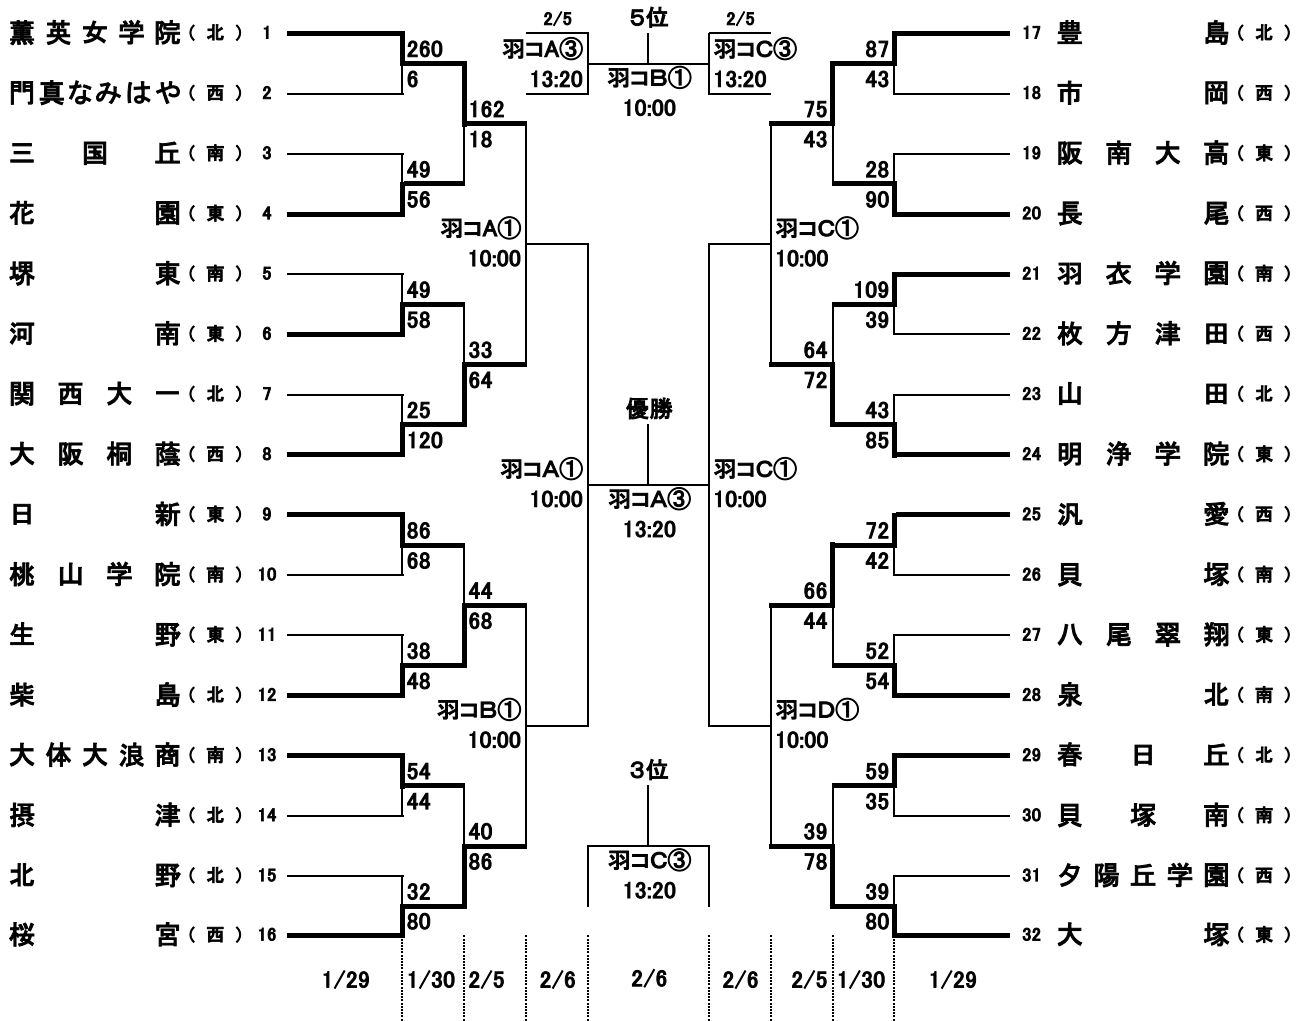 2/5 5位 2/5
薫英女学院(北) 1 260 羽コA③ 羽コC③ 87 17 豊島(北)
6 13:20 羽コB① 13:20 43
門真なみはや(西) 2 162 10:00 75 18 市岡(西)
18 43
三国丘(南) 3 49 28 19 阪南大高(東)
56 90
花園(東) 4 羽コA① 羽コC① 20 長尾(西)
10:00 10:00
堺東(南) 5 49 109 21 羽衣学園(南)
58 39
河南(東) 6 33 64 22 枚方津田(西)
64 72
関西大一(北) 7 25 優勝 43 23 山田(北)
120 85
大阪桐蔭(西) 8 羽コA① 羽コC① 24 明浄学院(東)
10:00 羽コA③ 10:00
日新(東) 9 86 13:20 72 25 汎愛(西)
68 42
桃山学院(南) 10 44 66 26 貝塚(南)
68 44
生野(東) 11 38 52 27 八尾翠翔(東)
48 54
柴島(北) 12 羽コB① 羽コD① 28 泉北(南)
10:00 10:00
大体大浪商(南) 13 54 3位 59 29 春日丘(北)
44 35
摂津(北) 14 40 39 30 貝塚南(南)
86 羽コC③ 78
北野(北) 15 32 13:20 39 31 夕陽丘学園(西)
80 80
桜宮(西) 16 32 大塚(東)
1/29 1/30 2/5 2/6 2/6 2/6 2/5 1/30 1/29